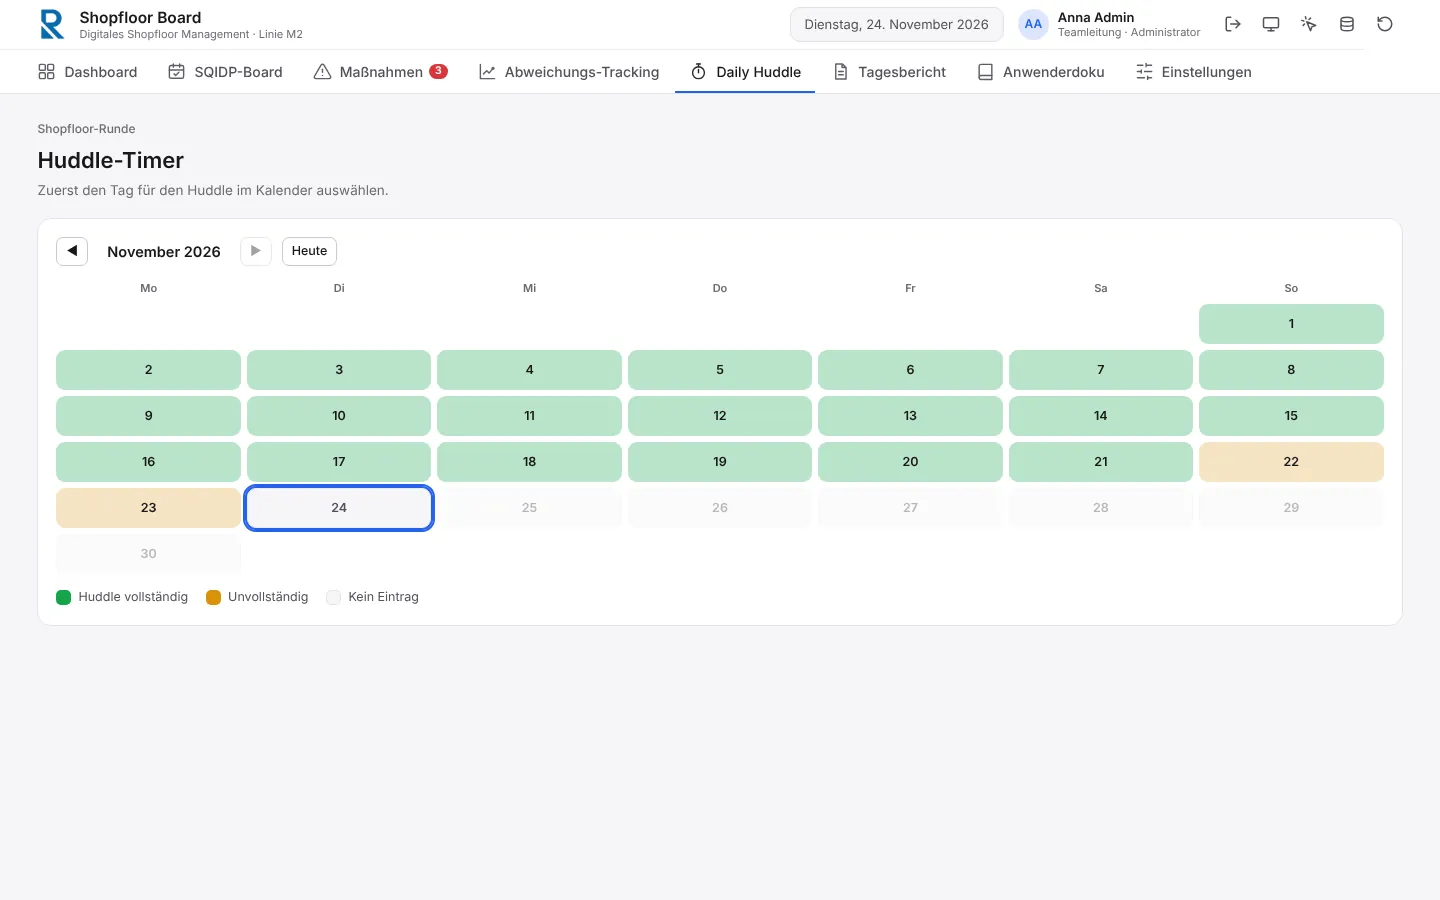 Shopfloor Board
Digitales Shopfloor Management · Linie M2
Dienstag, 24. November 2026
AA
Anna Admin
Teamleitung · Administrator
Dashboard
SQIDP-Board
Maßnahmen 3
Abweichungs-Tracking
Daily Huddle
Tagesbericht
Anwenderdoku
Einstellungen
Shopfloor-Runde
Huddle-Timer
Zuerst den Tag für den Huddle im Kalender auswählen.
November 2026
Heute
Mo Di Mi Do Fr Sa So
1
2 3 4 5 6 7 8
9 10 11 12 13 14 15
16 17 18 19 20 21 22
23 24 25 26 27 28 29
30
Huddle vollständig Unvollständig Kein Eintrag